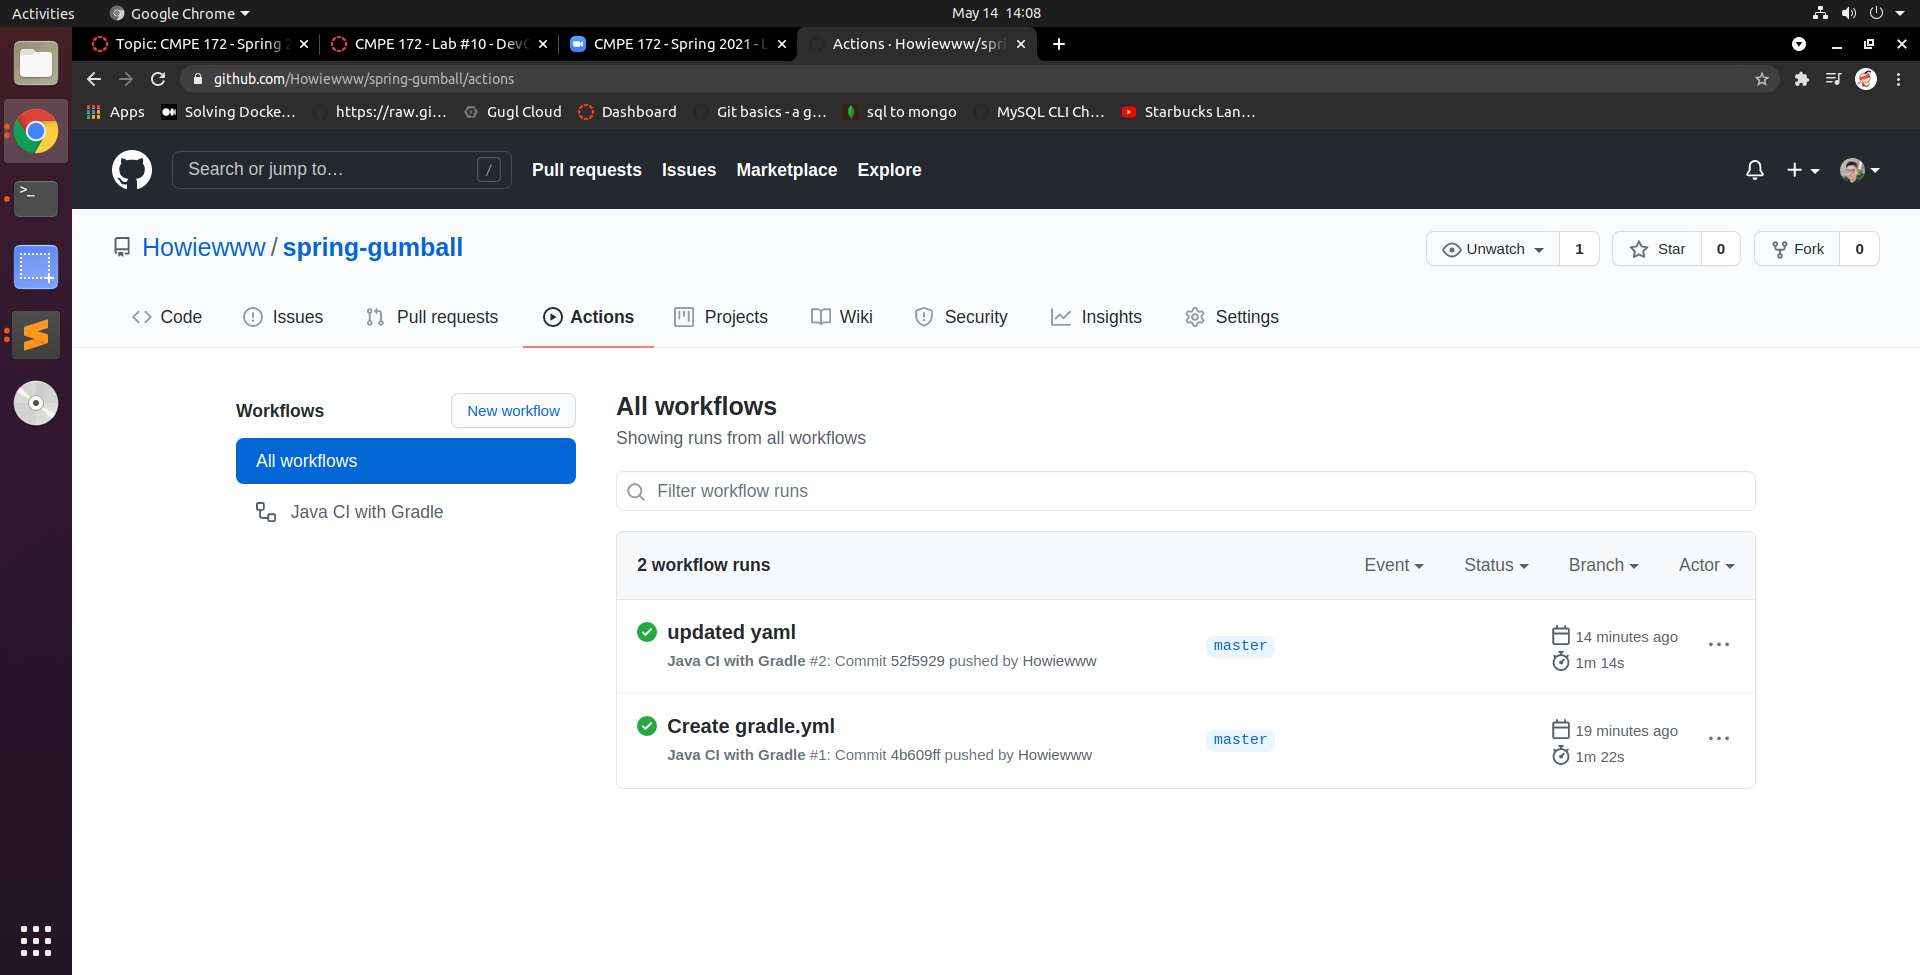 Activities Google Chrome May 14 14:08
Topic: CMPE 172 - Spring 2 CMPE 172 - Lab #10 - Dev CMPE 172 - Spring 2021 - L Actions · Howiewww/spri
github.com/Howiewww/spring-gumball/actions
Apps Solving Docke... https://raw.gi... Gugl Cloud Dashboard Git basics - a g... sql to mongo MySQL CLI Ch... Starbucks Lan...
Search or jump to... / Pull requests Issues Marketplace Explore
Howiewww / spring-gumball Unwatch 1 Star 0 Fork 0
Code Issues Pull requests Actions Projects Wiki Security Insights Settings
Workflows New workflow
All workflows
Java CI with Gradle
All workflows
Showing runs from all workflows
Filter workflow runs
2 workflow runs Event Status Branch Actor
updated yaml
Java CI with Gradle #2: Commit 52f5929 pushed by Howiewww
master
14 minutes ago
1m 14s
Create gradle.yml
Java CI with Gradle #1: Commit 4b609ff pushed by Howiewww
master
19 minutes ago
1m 22s